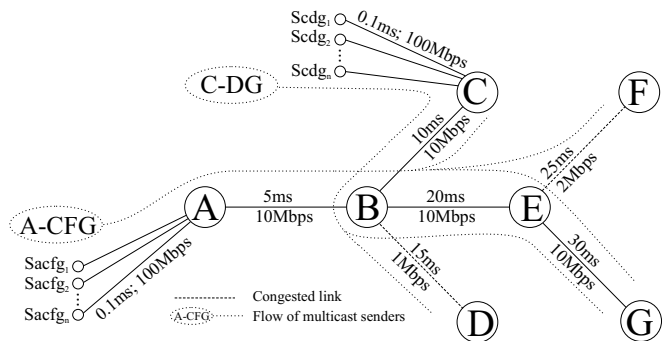 Scdg1
Scdg2
Scdgn
0.1ms; 100Mbps
C-DG
C
F
10ms
10Mbps
25ms
2Mbps
A-CFG
A
5ms
10Mbps
B
20ms
10Mbps
E
Sacfg1
Sacfg2
Sacfgn
0.1ms; 100Mbps
15ms
1Mbps
30ms
10Mbps
Congested link
A-CFG Flow of multicast senders
D
G